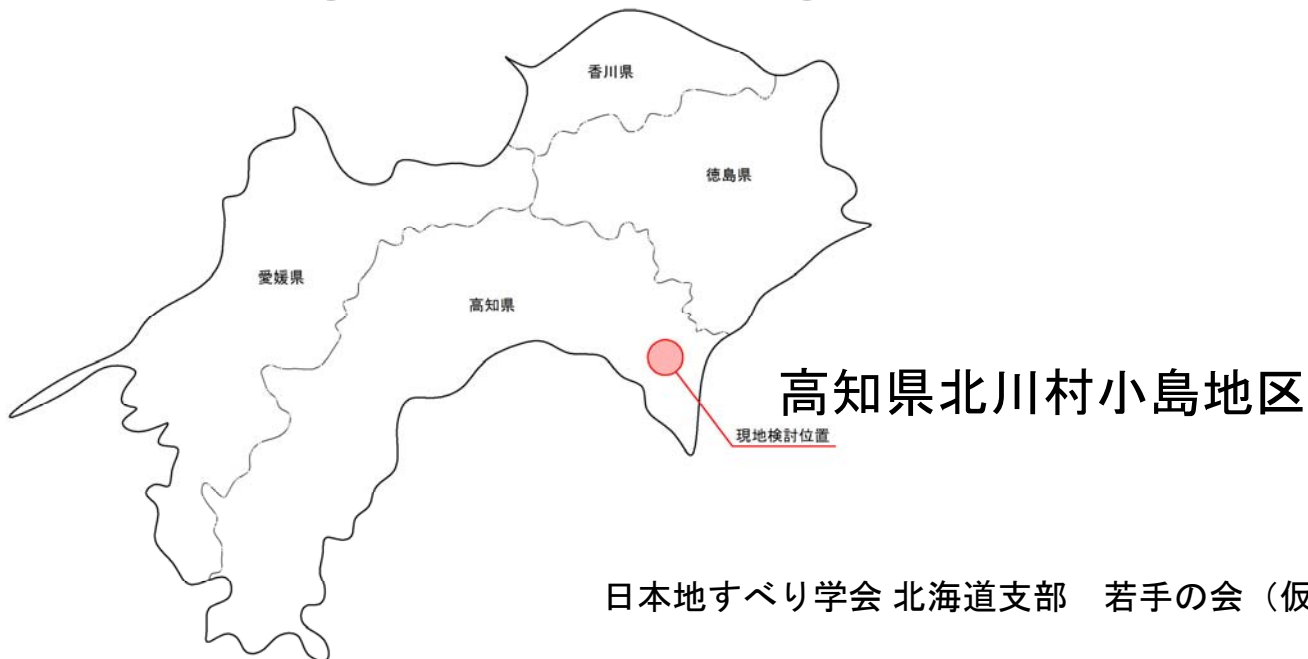 香川県
徳島県
愛媛県
高知県
高知県北川村小島地区
現地検討位置
日本地すべり学会 北海道支部　若手の会（仮